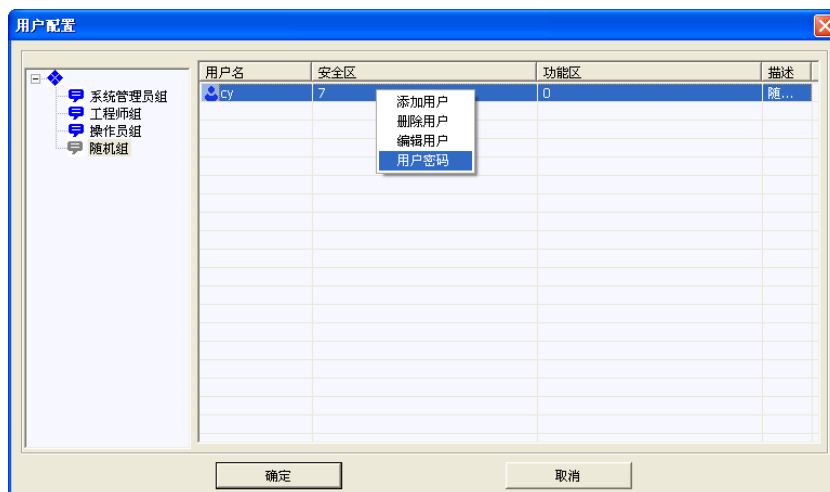 用户配置
用户名 安全区 功能区 描述
系统管理员组
工程师组
操作员组
随机组
cy 7 0 随...
添加用户
删除用户
编辑用户
用户密码
确定 取消